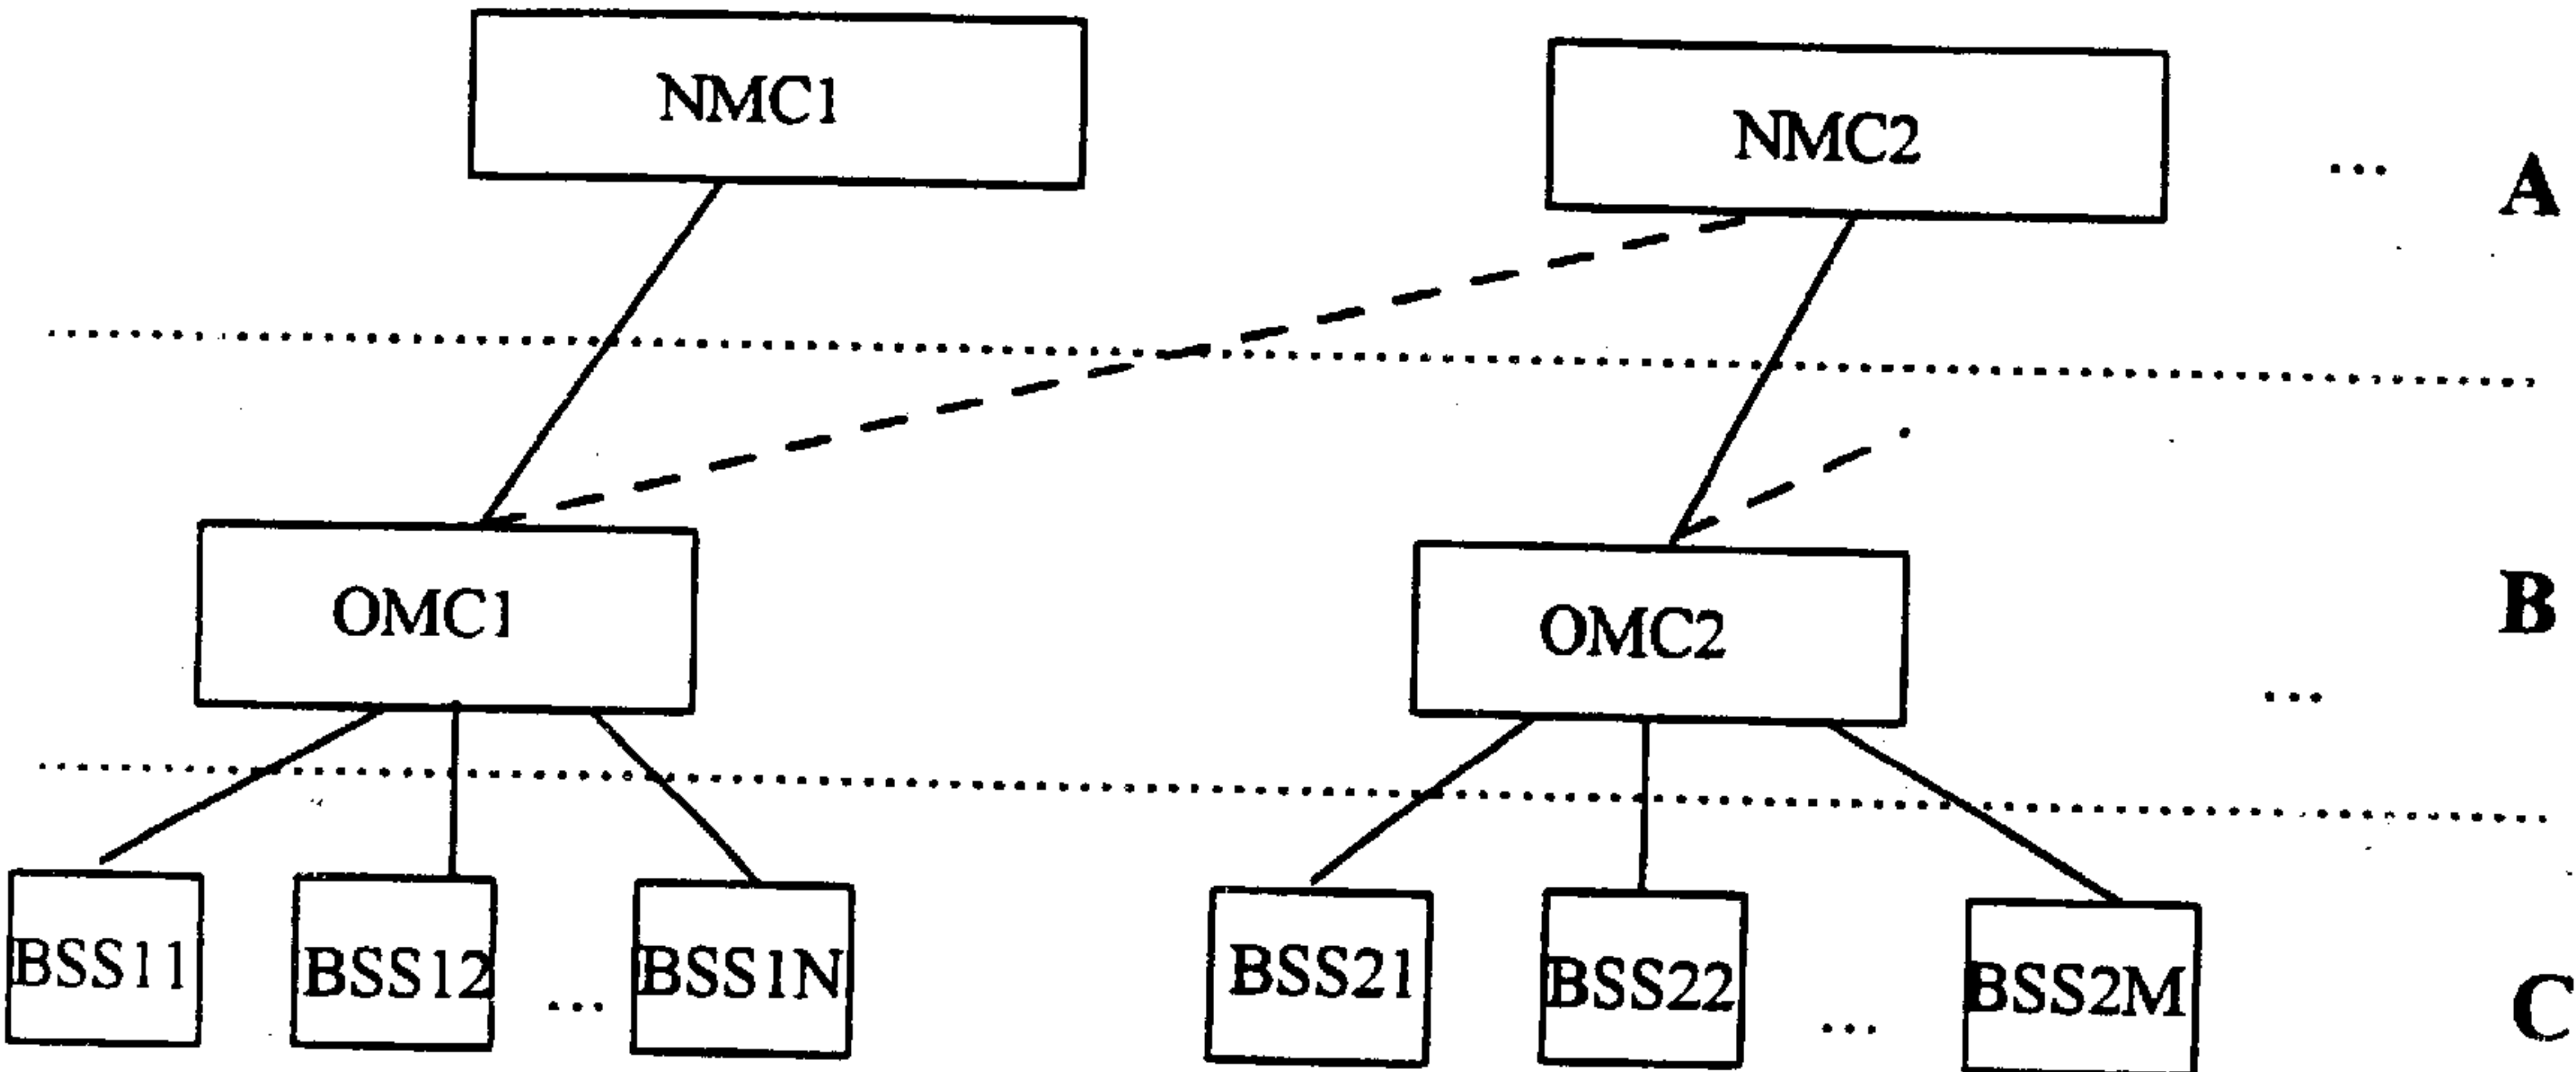 NMC1
NMC2
...
A
OMC1
OMC2
...
B
BSS11
BSS12
...
BSS1N
BSS21
BSS22
...
BSS2M
C